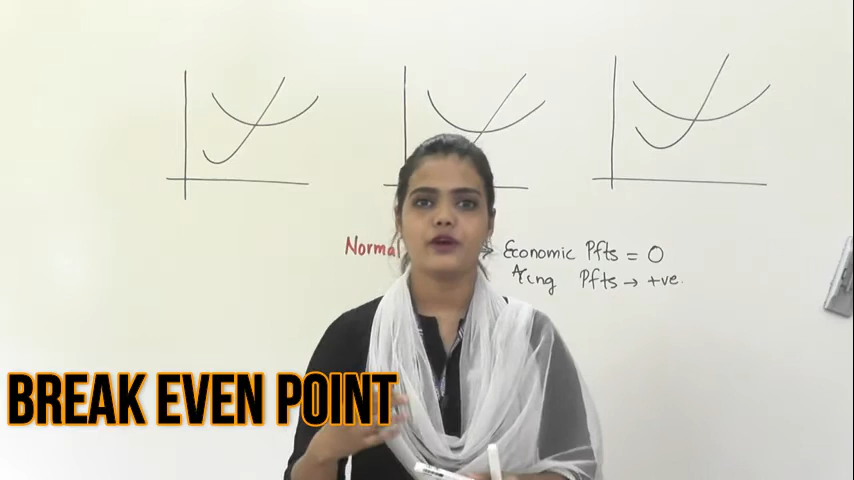 Normal → Economic Pfts = 0
A/cng Pfts → +ve.
BREAK EVEN POINT